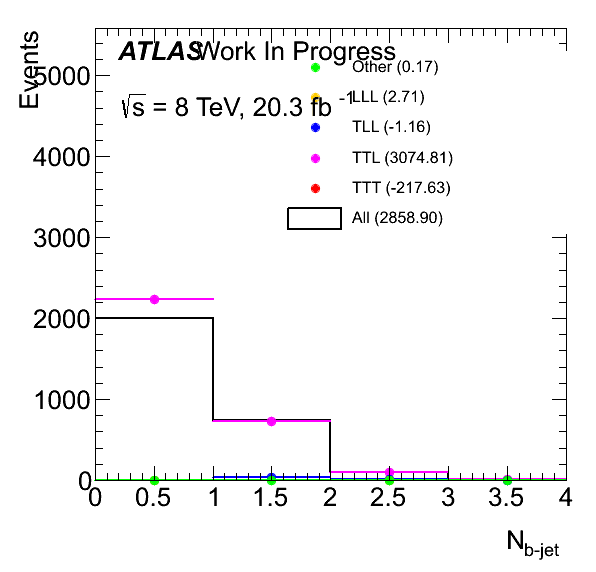 Events
ATLAS Work In Progress
√s = 8 TeV, 20.3 fb -1
Other (0.17)
LLL (2.71)
TLL (-1.16)
TTL (3074.81)
TTT (-217.63)
All (2858.90)
5000
4000
3000
2000
1000
0
0 0.5 1 1.5 2 2.5 3 3.5 4
N b-jet